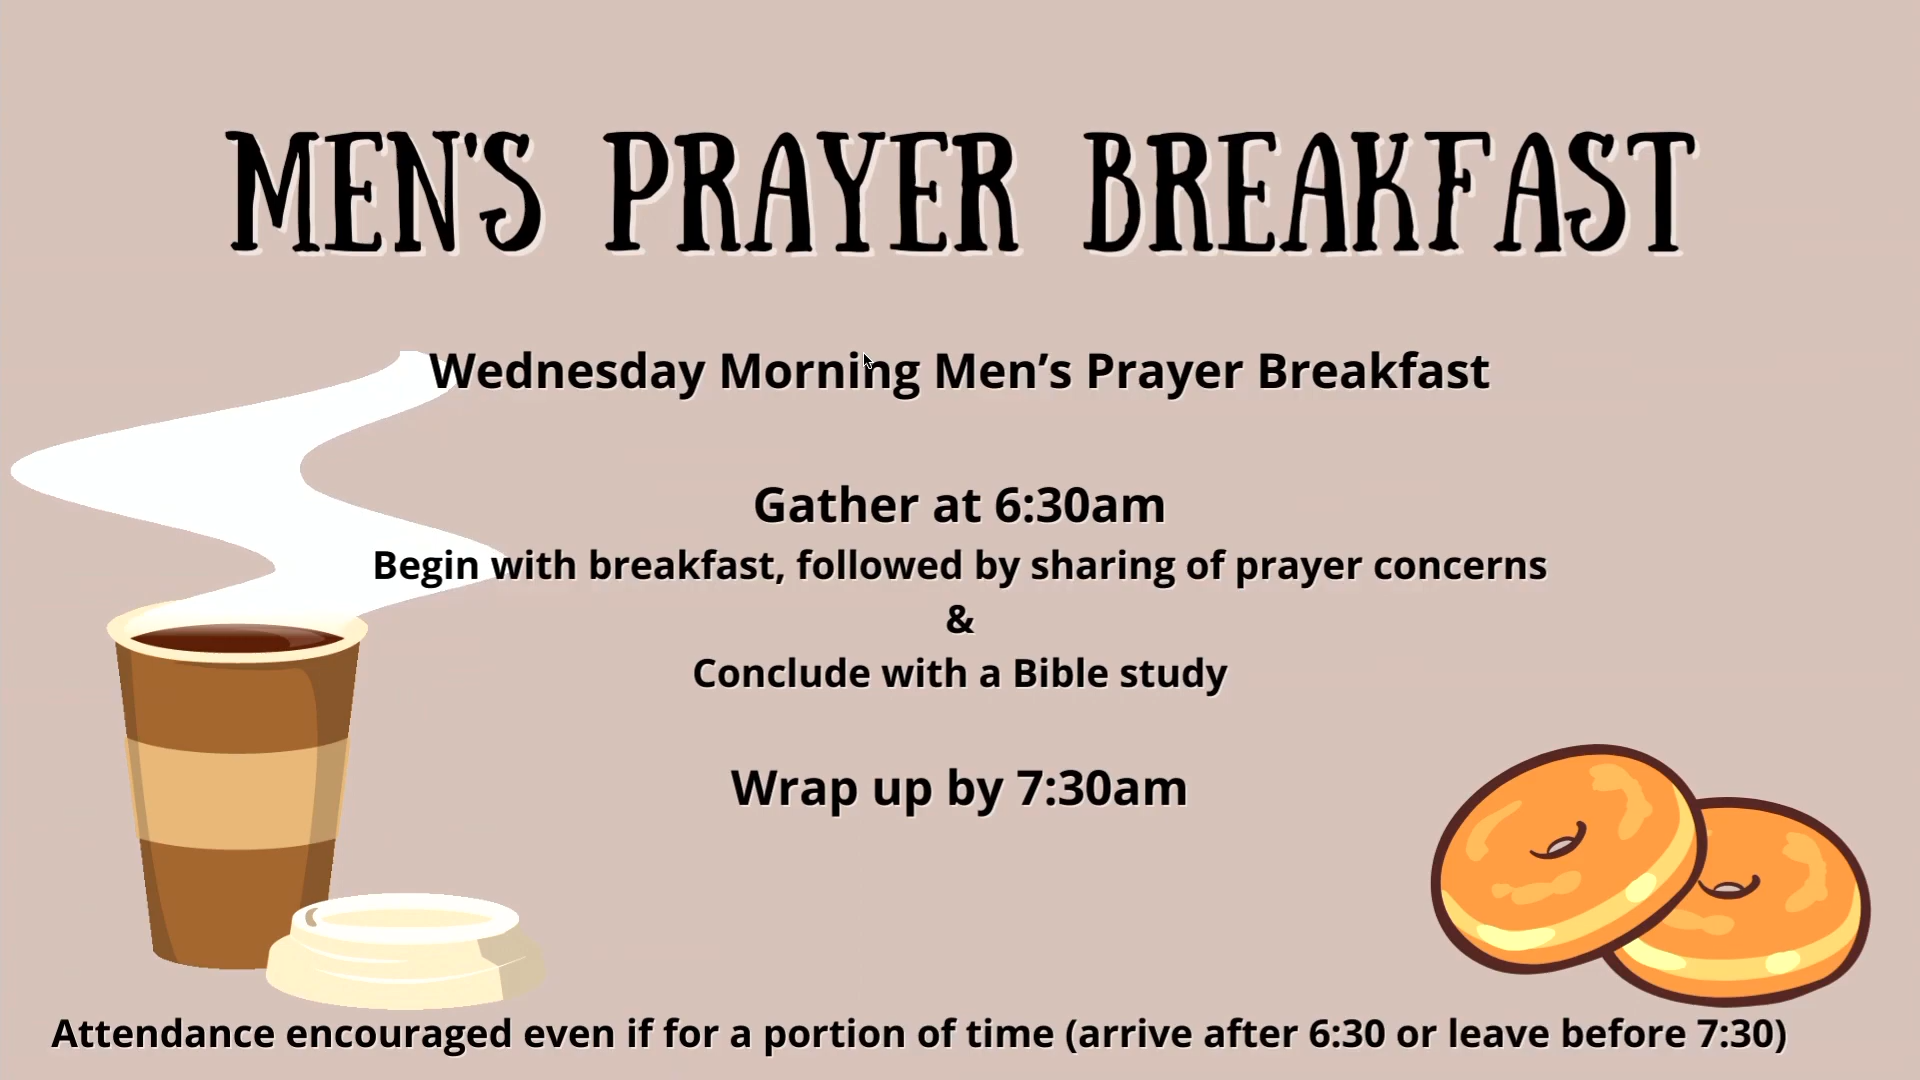 MEN'S PRAYER BREAKFAST
Wednesday Morning Men’s Prayer Breakfast
Gather at 6:30am
Begin with breakfast, followed by sharing of prayer concerns
&
Conclude with a Bible study
Wrap up by 7:30am
Attendance encouraged even if for a portion of time (arrive after 6:30 or leave before 7:30)